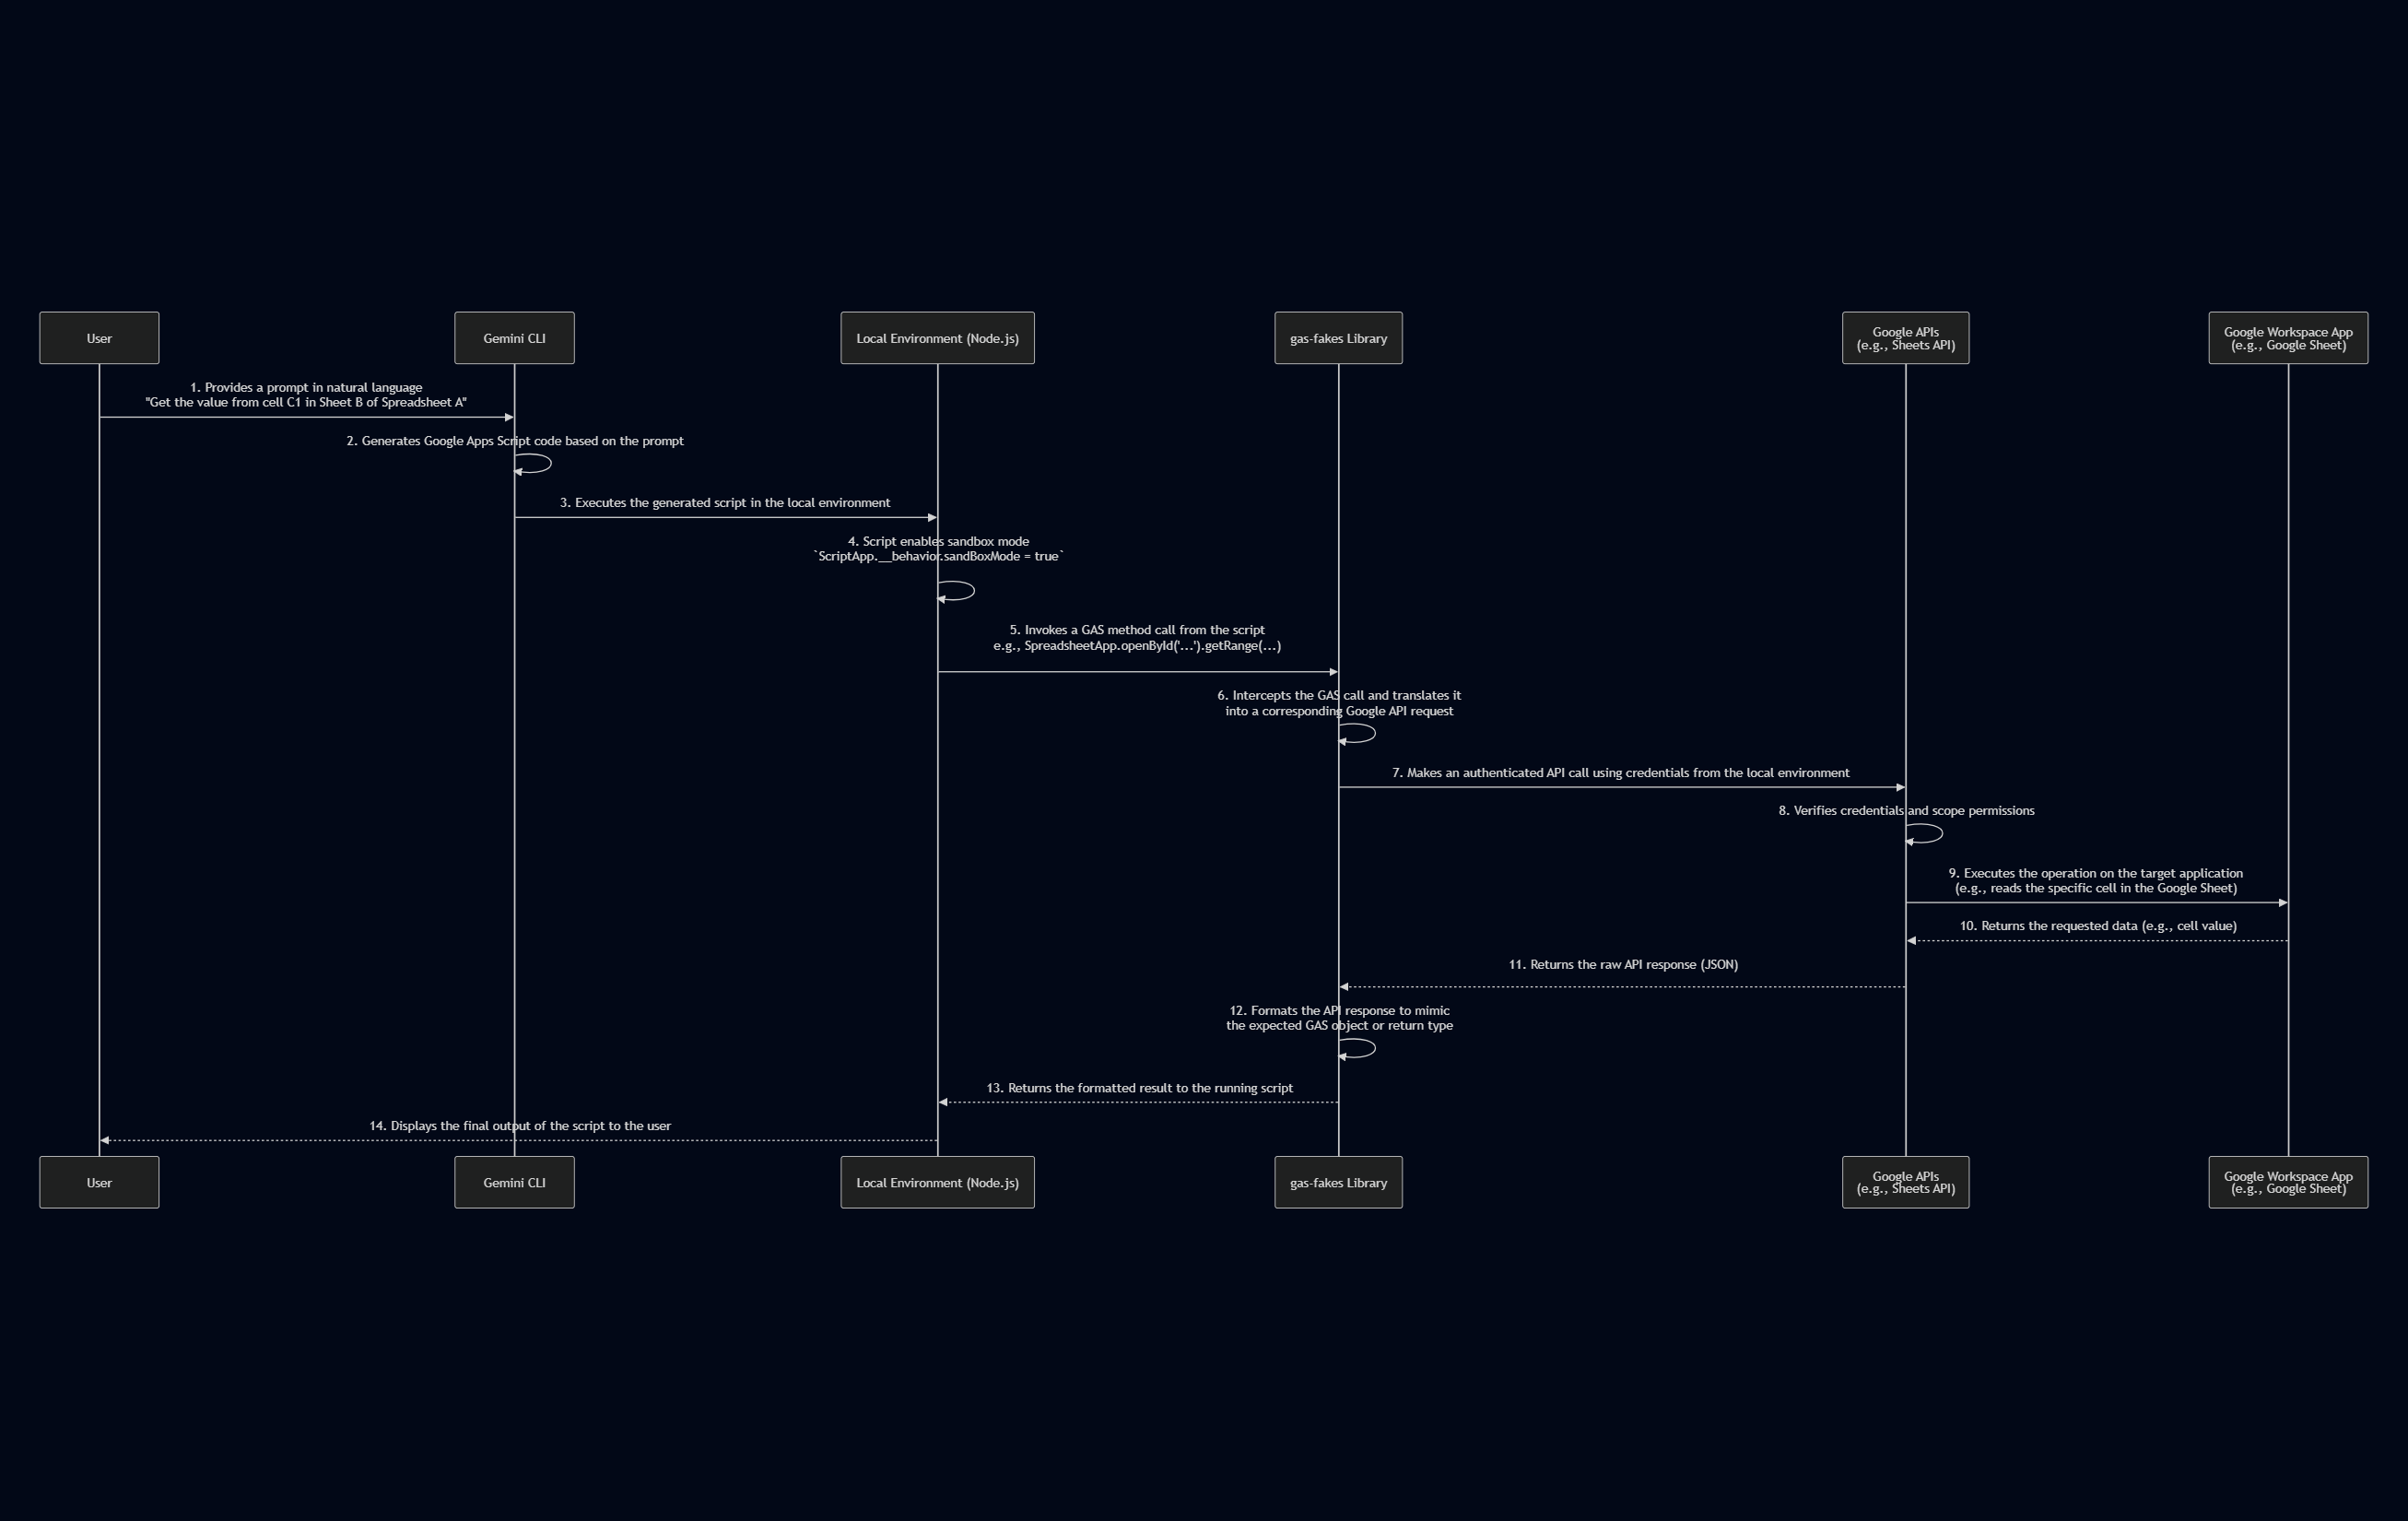 User
Gemini CLI
Local Environment (Node.js)
gas-fakes Library
Google APIs
(e.g., Sheets API)
Google Workspace App
(e.g., Google Sheet)
1. Provides a prompt in natural language
"Get the value from cell C1 in Sheet B of Spreadsheet A"
2. Generates Google Apps Script code based on the prompt
3. Executes the generated script in the local environment
4. Script enables sandbox mode
`ScriptApp.__behavior.sandBoxMode = true`
5. Invokes a GAS method call from the script
e.g., SpreadsheetApp.openById('...').getRange(...)
6. Intercepts the GAS call and translates it
into a corresponding Google API request
7. Makes an authenticated API call using credentials from the local environment
8. Verifies credentials and scope permissions
9. Executes the operation on the target application
(e.g., reads the specific cell in the Google Sheet)
10. Returns the requested data (e.g., cell value)
11. Returns the raw API response (JSON)
12. Formats the API response to mimic
the expected GAS object or return type
13. Returns the formatted result to the running script
14. Displays the final output of the script to the user
User
Gemini CLI
Local Environment (Node.js)
gas-fakes Library
Google APIs
(e.g., Sheets API)
Google Workspace App
(e.g., Google Sheet)